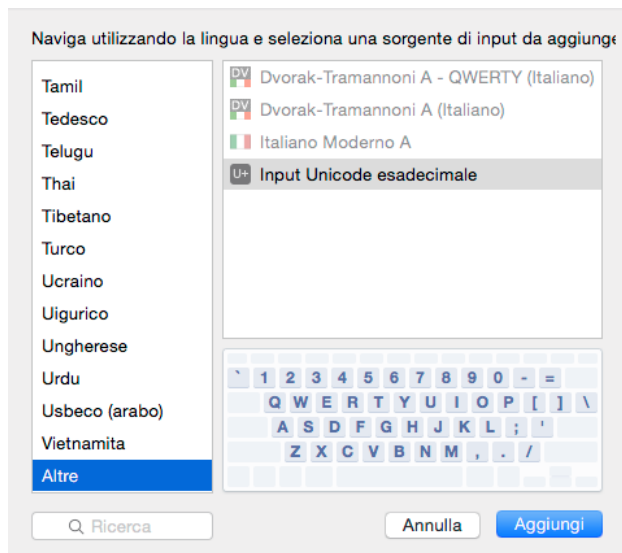 Naviga utilizzando la lingua e seleziona una sorgente di input da aggiunge
Tamil
Tedesco
Telugu
Thai
Tibetano
Turco
Ucraino
Uigurico
Ungherese
Urdu
Usbeco (arabo)
Vietnamita
Altre
DV Dvorak-Tramannoni A - QWERTY (Italiano)
DV Dvorak-Tramannoni A (Italiano)
Italiano Moderno A
U+ Input Unicode esadecimale
` 1 2 3 4 5 6 7 8 9 0 - =
Q W E R T Y U I O P [ ] \
A S D F G H J K L ; '
Z X C V B N M , . /
Ricerca
Annulla
Aggiungi